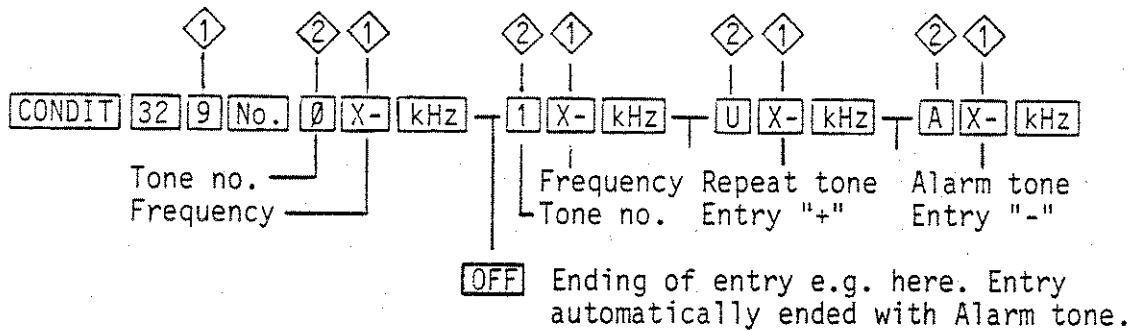 1 2 1 2 1 2 1 2 1
CONDIT 32 9 No. Ø X- kHz 1 X- kHz U X- kHz A X- kHz
Tone no. Frequency Repeat tone Alarm tone
Frequency Tone no. Entry "+" Entry "-"
OFF Ending of entry e.g. here. Entry
automatically ended with Alarm tone.